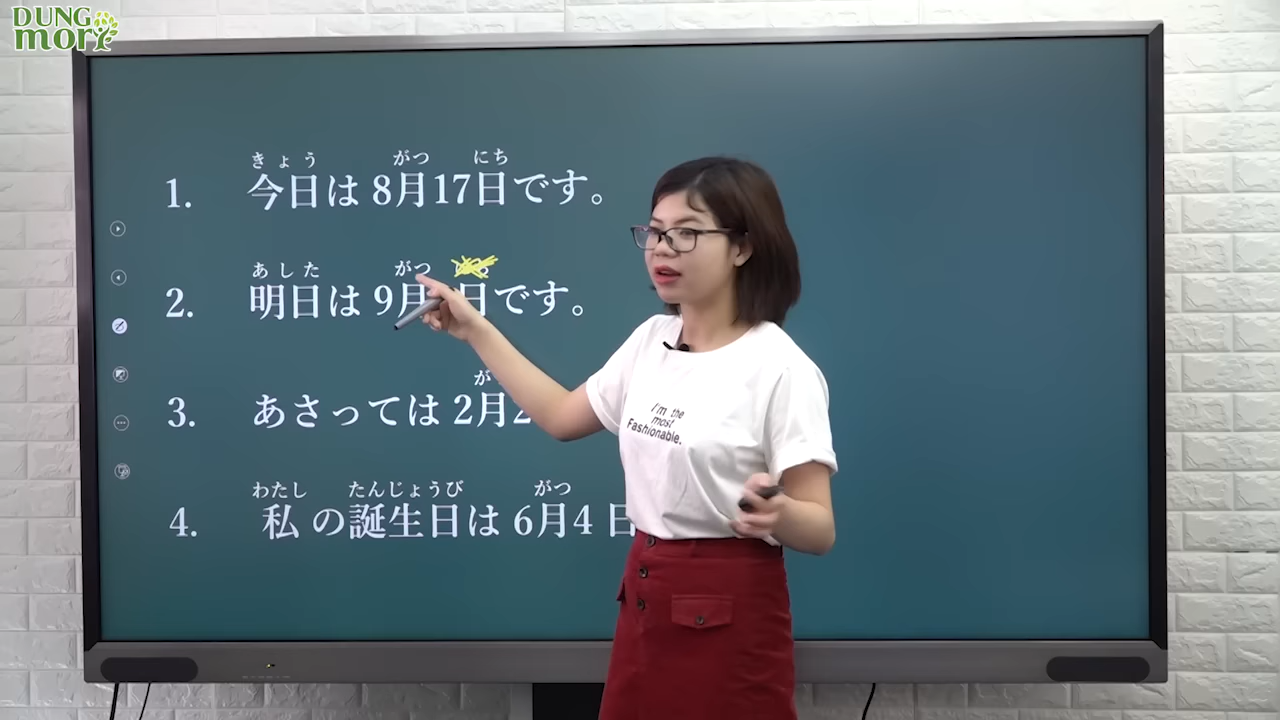 DUNG
mori
きょう がつ にち
1. 今日は 8月17日です。
あした がつ
2. 明日は 9月 日です。
が
3. あさっては 2月2
わたし たんじょうび がつ
4. 私 の誕生日は 6月4 日
I'm the
most
Fashionable.